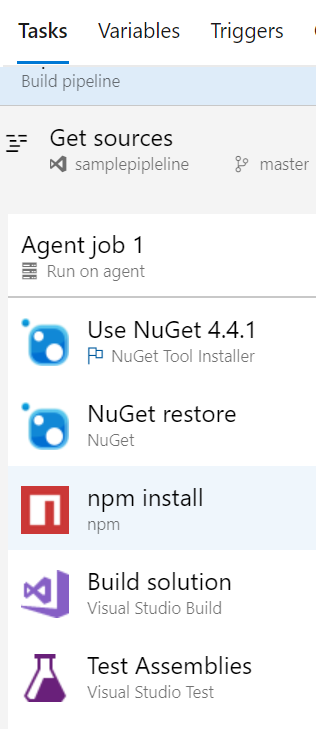 Tasks Variables Triggers
Build pipeline
Get sources
samplepipleline master
Agent job 1
Run on agent
Use NuGet 4.4.1
NuGet Tool Installer
NuGet restore
NuGet
npm install
npm
Build solution
Visual Studio Build
Test Assemblies
Visual Studio Test